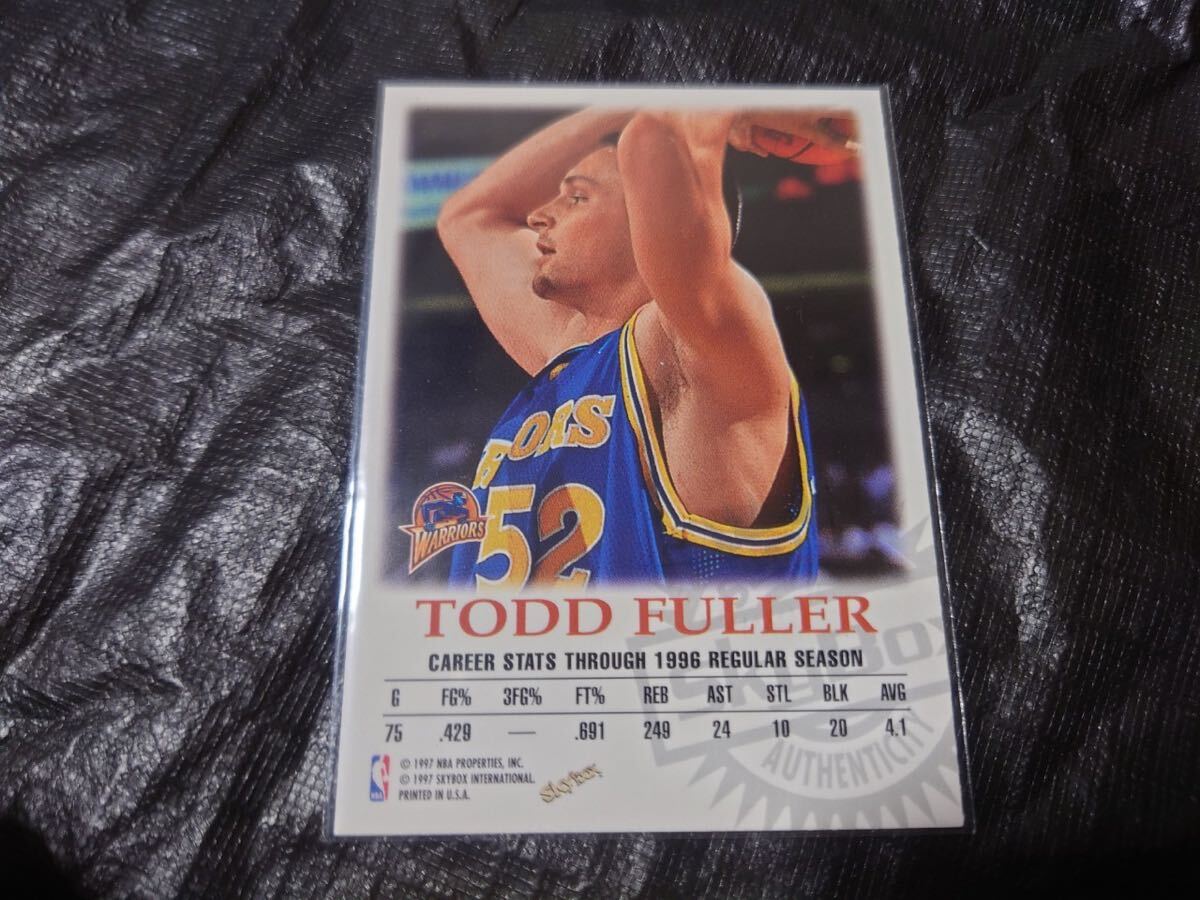 WARRIORS
52
TODD FULLER
CAREER STATS THROUGH 1996 REGULAR SEASON
G FG% 3FG% FT% REB AST STL BLK AVG
75 .429 — .691 249 24 10 20 4.1
© 1997 NBA PROPERTIES, INC.
© 1997 SKYBOX INTERNATIONAL.
PRINTED IN U.S.A.
NBA
SkyBox
SKYBOX
AUTHENTICITY